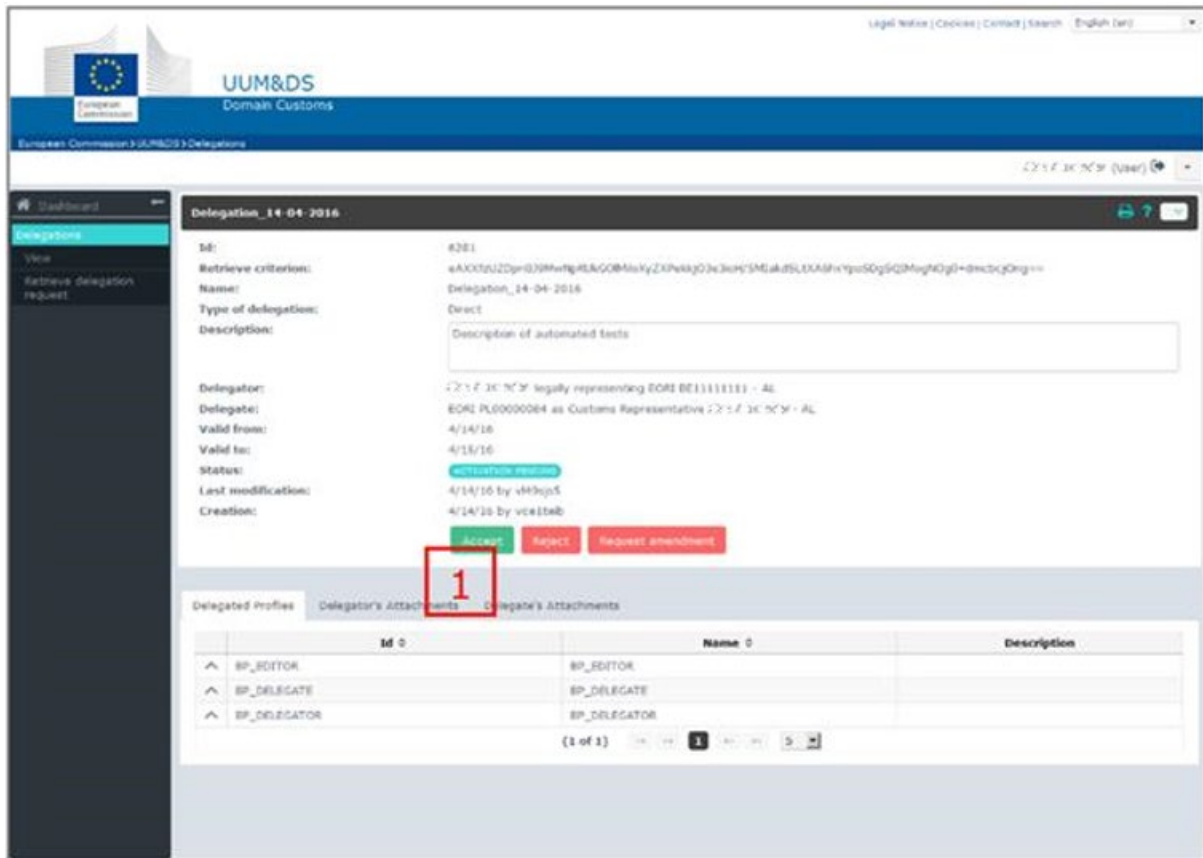 Legal Notice | Cookies | Contact | Search English (en)
UUM&DS
European Commission
Domain Customs
European Commission > UUM&DS > Delegations
(User)
Dashboard
Delegations
View
Retrieve delegation request
Delegation_14-04-2016
?
Id:
Retrieve criterion:
Name: Delegation_14-04-2016
Type of delegation: Direct
Description: Description of automated tests
Delegator: legally representing EORI BE11111111 - AL
Delegate: EORI PL00000084 as Customs Representative - AL
Valid from: 4/14/16
Valid to: 4/15/16
Status: ACTIVATION PENDING
Last modification: 4/14/16 by
Creation: 4/14/16 by
Accept Reject Request amendment
1
Delegated Profiles Delegator's Attachments Delegate's Attachments
Id Name Description
BP_EDITOR BP_EDITOR
BP_DELEGATE BP_DELEGATE
BP_DELEGATOR BP_DELEGATOR
(1 of 1) 1 5